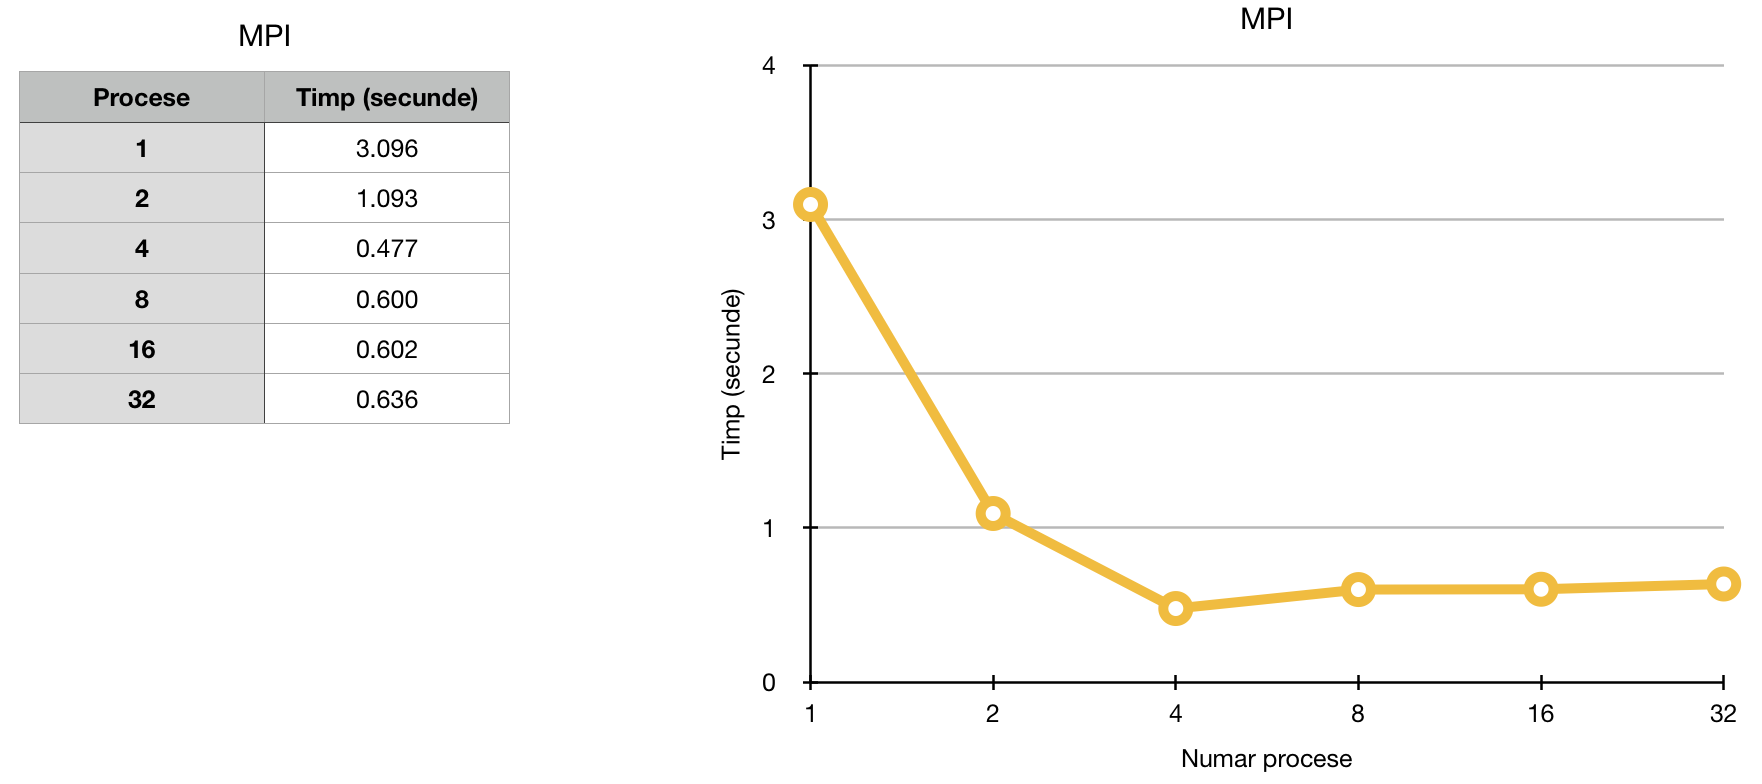 MPI
Procese Timp (secunde)
1 3.096
2 1.093
4 0.477
8 0.600
16 0.602
32 0.636
MPI
Timp (secunde)
4
3
2
1
0
1 2 4 8 16 32
Numar procese